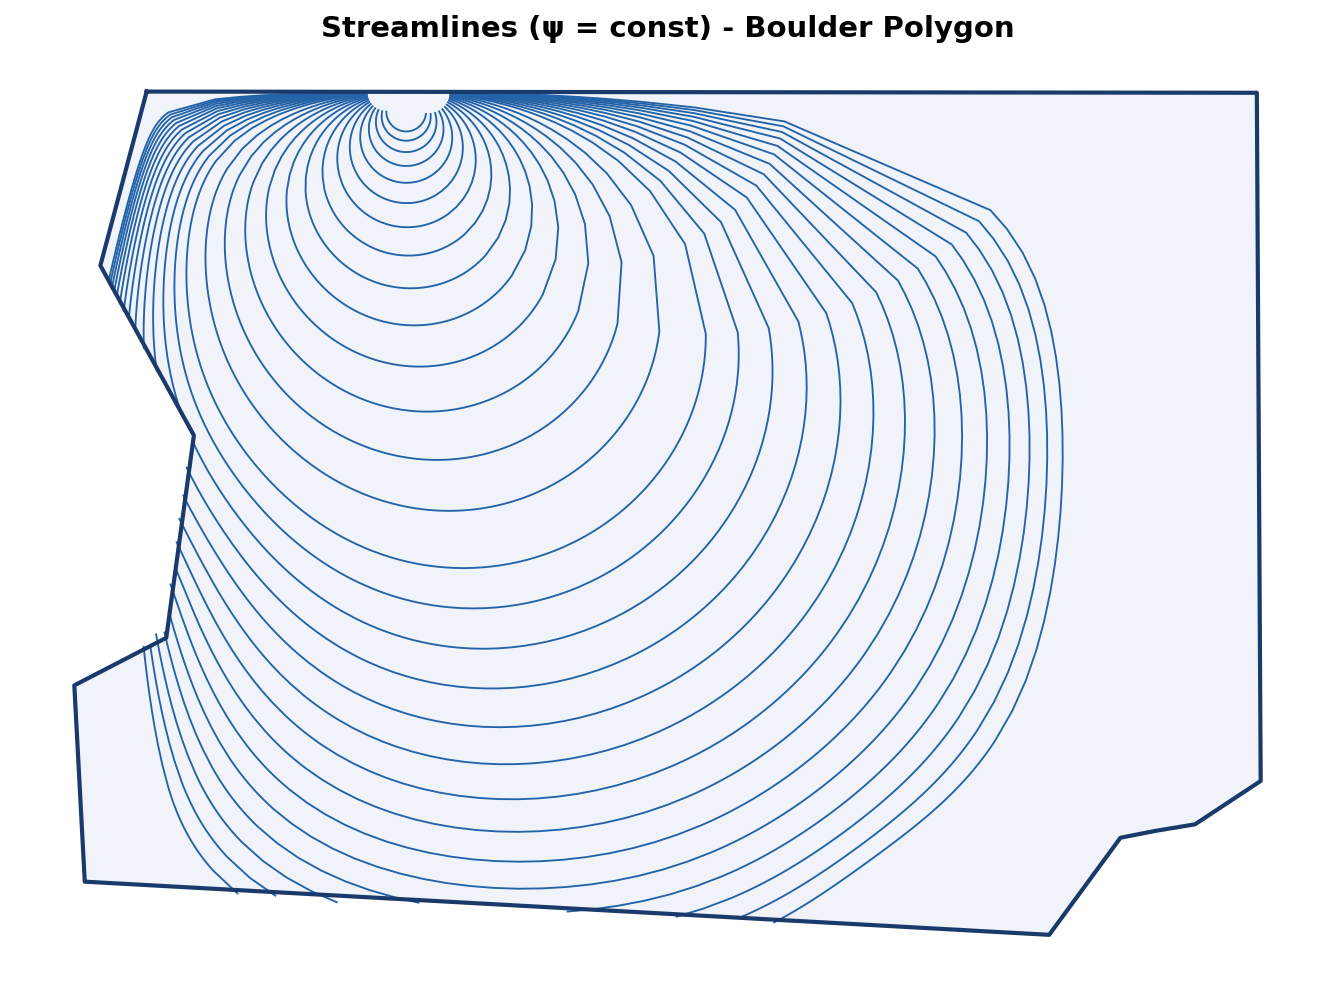 Streamlines (ψ = const) - Boulder Polygon